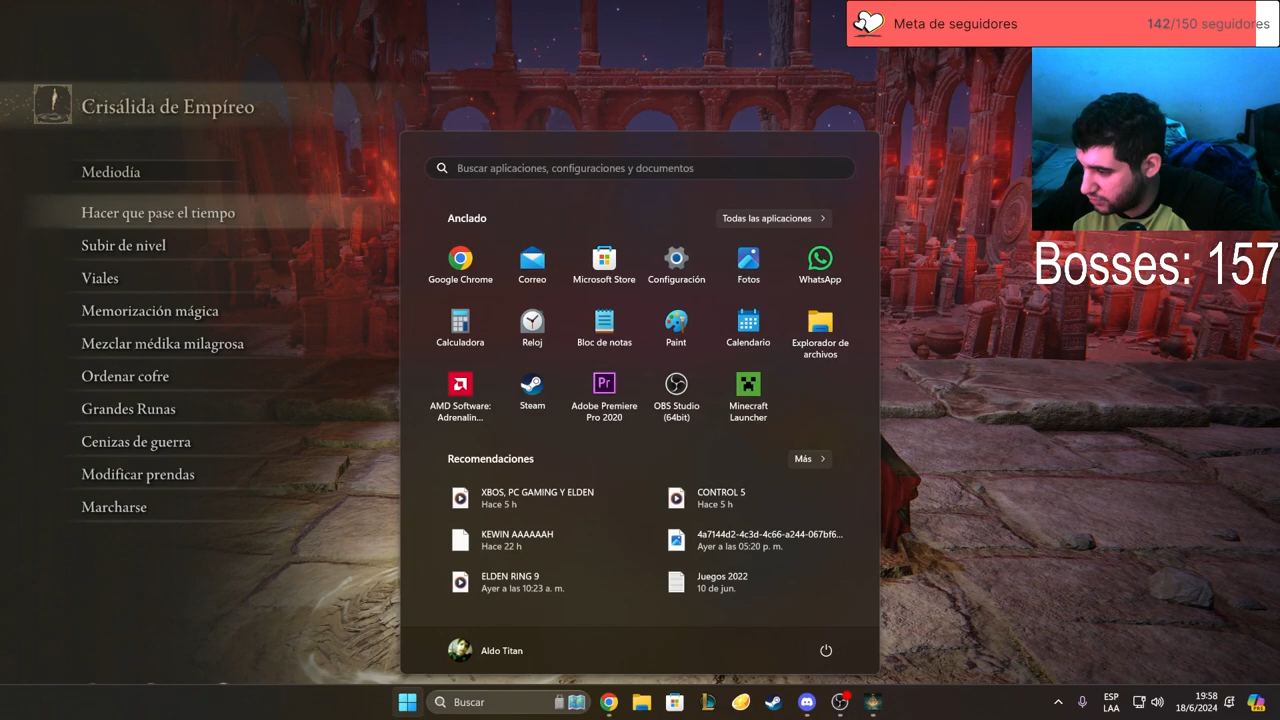 Meta de seguidores
142/150 seguidores
Crisálida de Empíreo
Mediodía
Hacer que pase el tiempo
Subir de nivel
Viales
Memorización mágica
Mezclar médika milagrosa
Ordenar cofre
Grandes Runas
Cenizas de guerra
Modificar prendas
Marcharse
Bosses: 157
Buscar aplicaciones, configuraciones y documentos
Anclado
Todas las aplicaciones
Google Chrome
Correo
Microsoft Store
Configuración
Fotos
WhatsApp
Calculadora
Reloj
Bloc de notas
Paint
Calendario
Explorador de
archivos
AMD Software:
Adrenalin...
Steam
Pr
Adobe Premiere
Pro 2020
OBS Studio
(64bit)
Minecraft
Launcher
Recomendaciones
Más
XBOS, PC GAMING Y ELDEN
Hace 5 h
CONTROL 5
Hace 5 h
KEWIN AAAAAAH
Hace 22 h
4a7144d2-4c3d-4c66-a244-067bf6...
Ayer a las 05:20 p. m.
ELDEN RING 9
Ayer a las 10:23 a. m.
Juegos 2022
10 de jun.
Aldo Titan
Buscar
ESP
LAA
19:58
18/6/2024
PRE